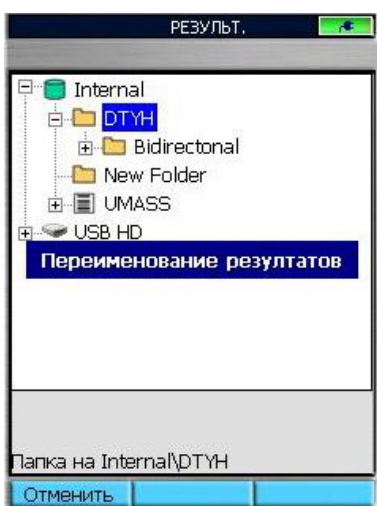 РЕЗУЛЬТ.
Internal
DTYH
Bidirectonal
New Folder
UMASS
USB HD
Переименование резултатов
Папка на Internal\DTYH
Отменить